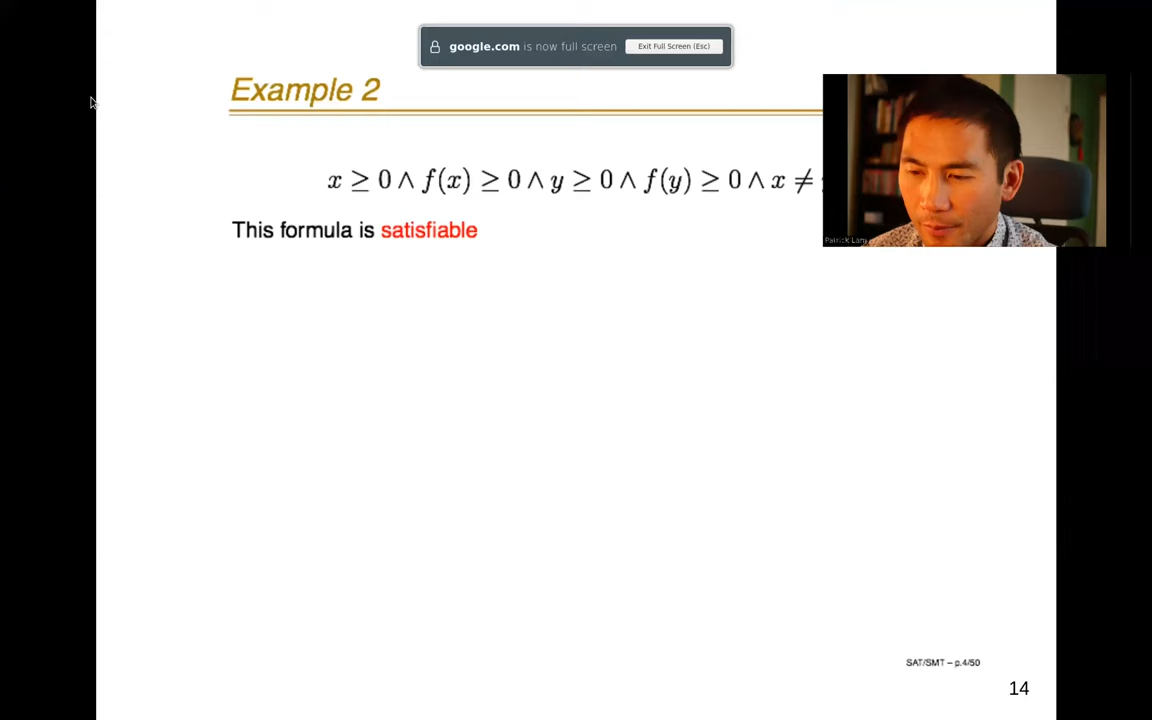 google.com is now full screen Exit Full Screen (Esc)
Example 2
x ≥ 0 ∧ f(x) ≥ 0 ∧ y ≥ 0 ∧ f(y) ≥ 0 ∧ x ≠
This formula is satisfiable
SAT/SMT – p.4/50
14